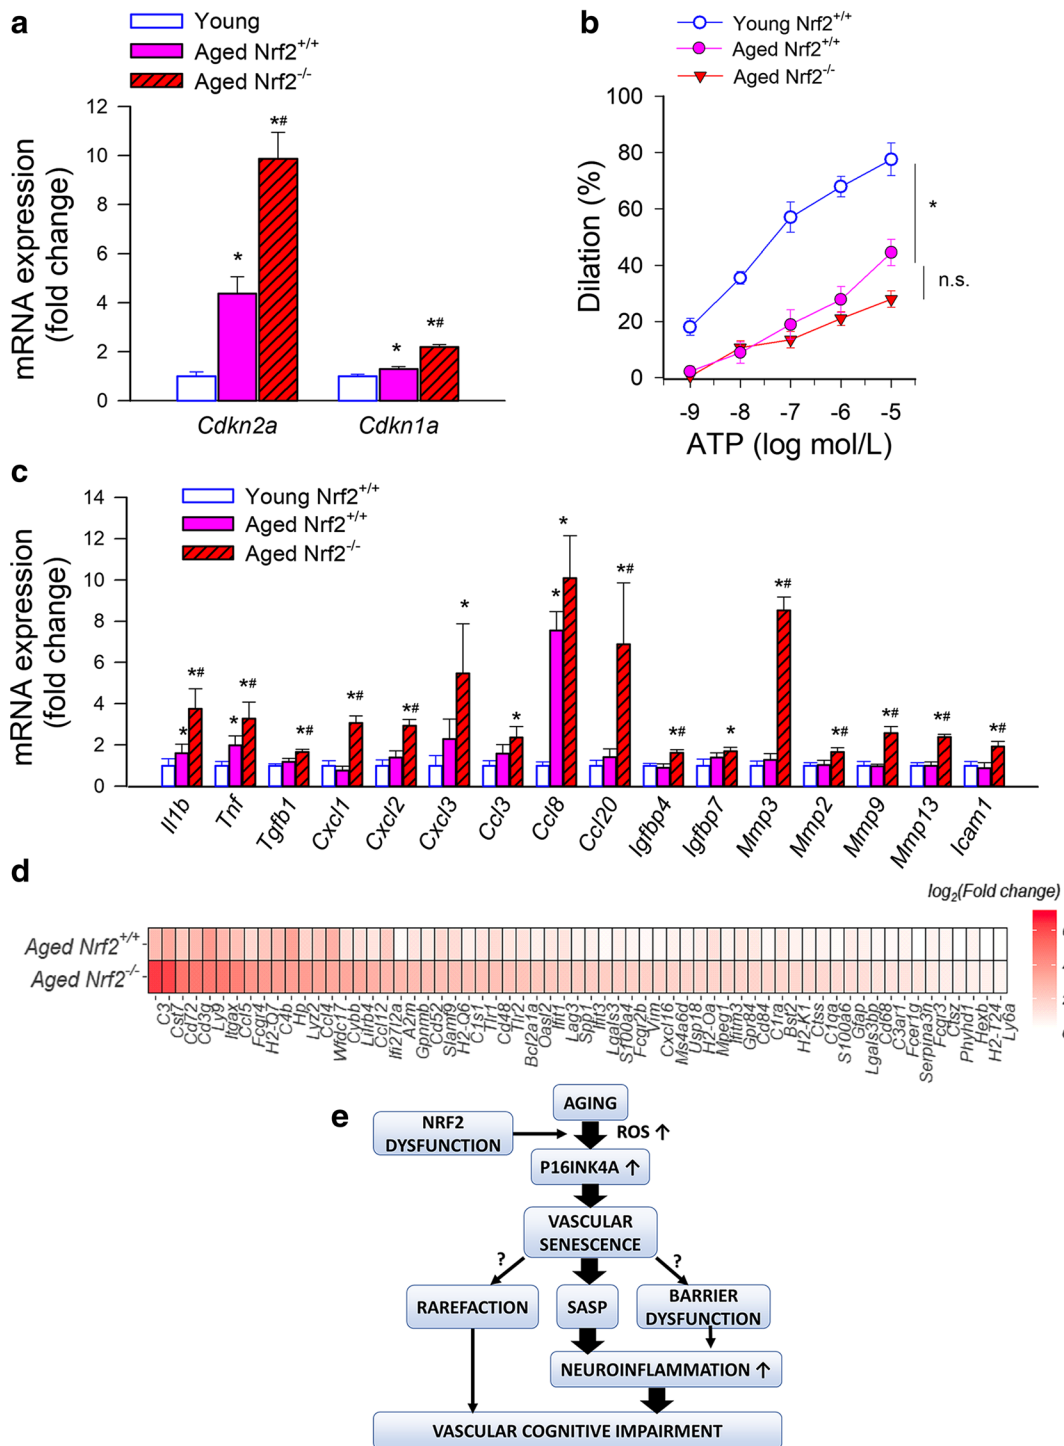 a
Young
Aged Nrf2+/+
Aged Nrf2-/-
mRNA expression
(fold change)
12
10
8
6
4
2
0
*
*#
*
*#
Cdkn2a
Cdkn1a
b
Young Nrf2+/+
Aged Nrf2+/+
Aged Nrf2-/-
Dilation (%)
100
80
60
40
20
0
*
n.s.
-9 -8 -7 -6 -5
ATP (log mol/L)
c
Young Nrf2+/+
Aged Nrf2+/+
Aged Nrf2-/-
mRNA expression
(fold change)
14
12
10
8
6
4
2
0
*
*#
*
*#
*#
*#
*#
*
*
*
*
*#
*#
*
*#
*#
*#
*#
*#
Il1b
Tnf
Tgfb1
Cxcl1
Cxcl2
Cxcl3
Ccl3
Ccl8
Ccl20
Igfbp4
Igfbp7
Mmp3
Mmp2
Mmp9
Mmp13
Icam1
d
log2(Fold change)
Aged Nrf2+/+
Aged Nrf2-/-
C3
Cst7
Cd72
Cd3g
Ly9
Itgax
Ccl5
Fcgr4
H2-Q7
C4b
Hp
Lyz2
Ccl4
Wfdc17
Cybb
Lilrb4
Ccl12
Ifi27l2a
A2m
Gpnmb
Cd52
Slamf9
H2-Q6
C1s1
Tlr1
Cd48
Tlr2
Bcl2a1a
Oasl2
Ifit1
Lag3
Spp1
Ifit3
Lgals3
S100a4
Fcgr2b
Vim
Cxcl16
Ms4a6d
Usp18
H2-Oa
Mpeg1
Ifitm3
Gpr84
Cd84
C1ra
Bst2
H2-K1
Ctss
C1qa
S100a6
Gfap
Lgals3bp
Cd68
C3ar1
Fcer1g
Serpina3n
Fcgr3
Ctsz
Phyhd1
Hexb
H2-T24
Ly6a
e
AGING
NRF2
DYSFUNCTION
ROS ↑
P16INK4A ↑
VASCULAR
SENESCENCE
?
?
RAREFACTION
SASP
BARRIER
DYSFUNCTION
NEUROINFLAMMATION ↑
VASCULAR COGNITIVE IMPAIRMENT